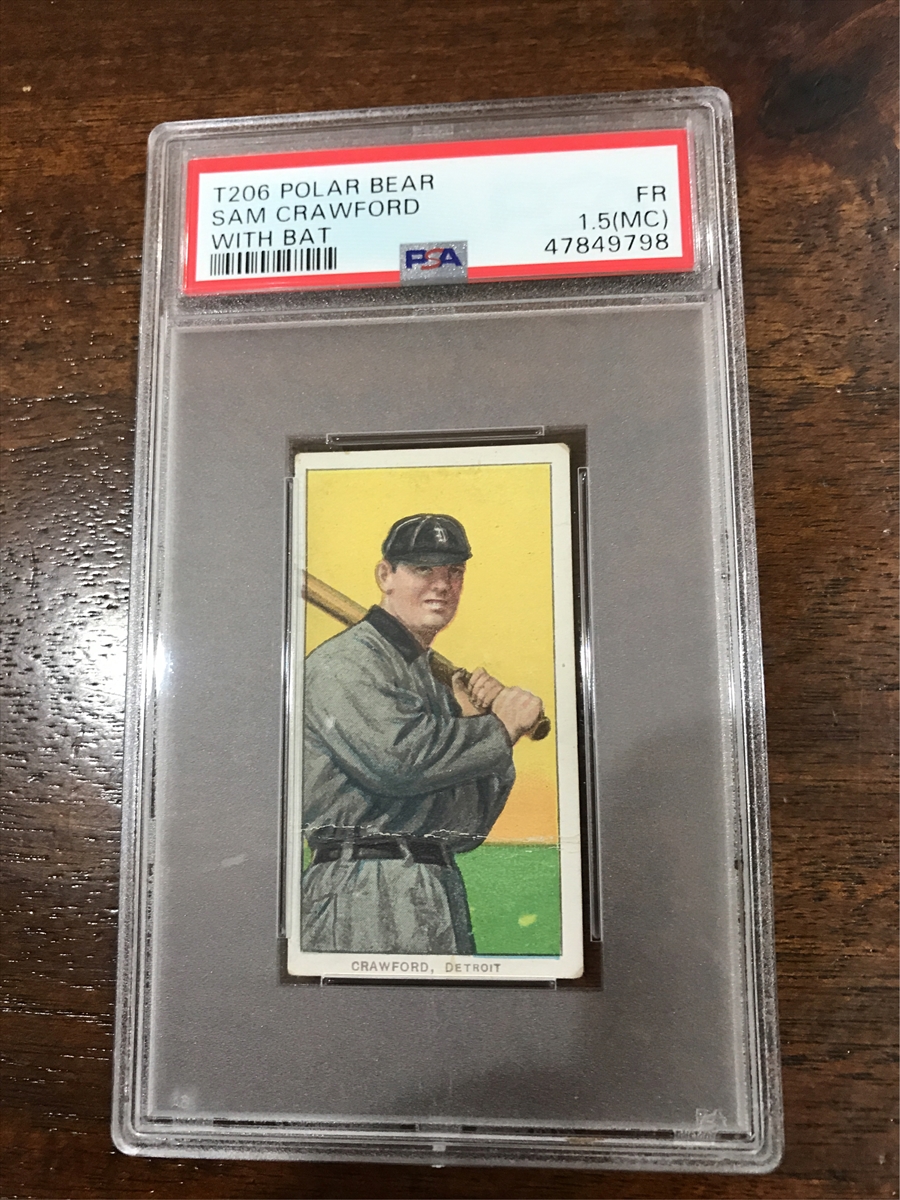 T206 POLAR BEAR
SAM CRAWFORD
WITH BAT
FR
1.5(MC)
47849798
PSA
D
CRAWFORD, DETROIT